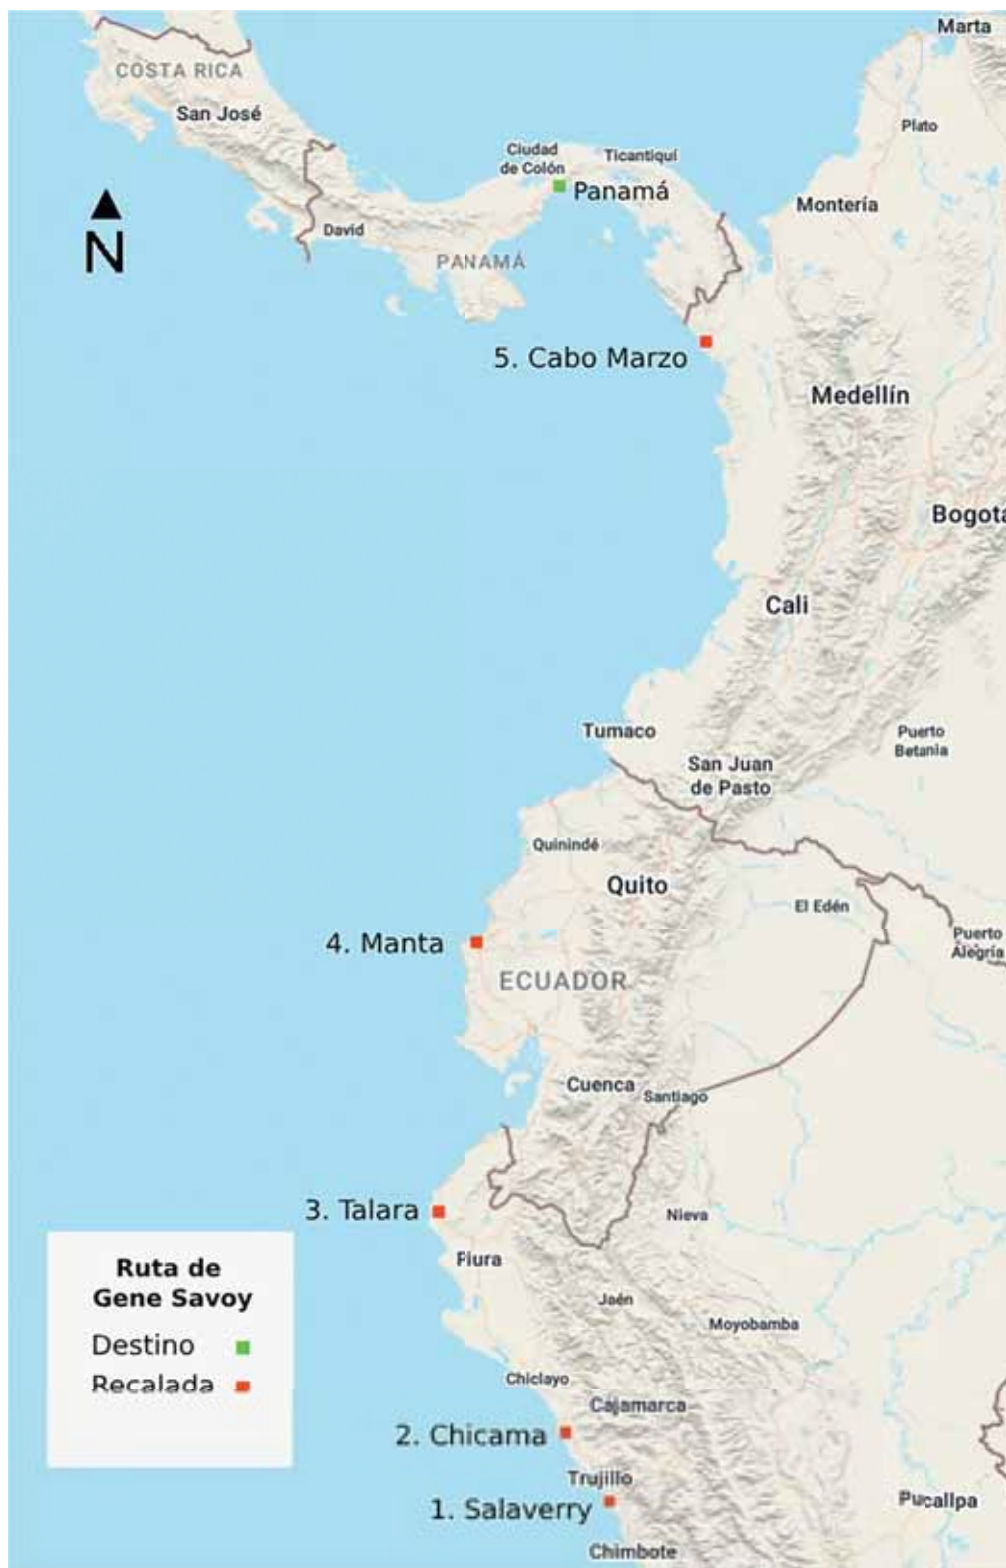 Marta
COSTA RICA
San José
Plato
Ciudad
de Colón
Ticantiquí
Panamá
Montería
N
David
PANAMÁ
5. Cabo Marzo
Medellín
Bogotá
Cali
Tumaco
Puerto
Betania
San Juan
de Pasto
Quinindé
Quito
El Edén
4. Manta
Puerto
Alegría
ECUADOR
Cuenca
Santiago
3. Talara
Nieva
Piura
Ruta de
Gene Savoy
Destino
Recalada
Jaén
Moyobamba
Chiclayo
Cajamarca
2. Chicama
Trujillo
1. Salaverry
Pucallpa
Chimbote